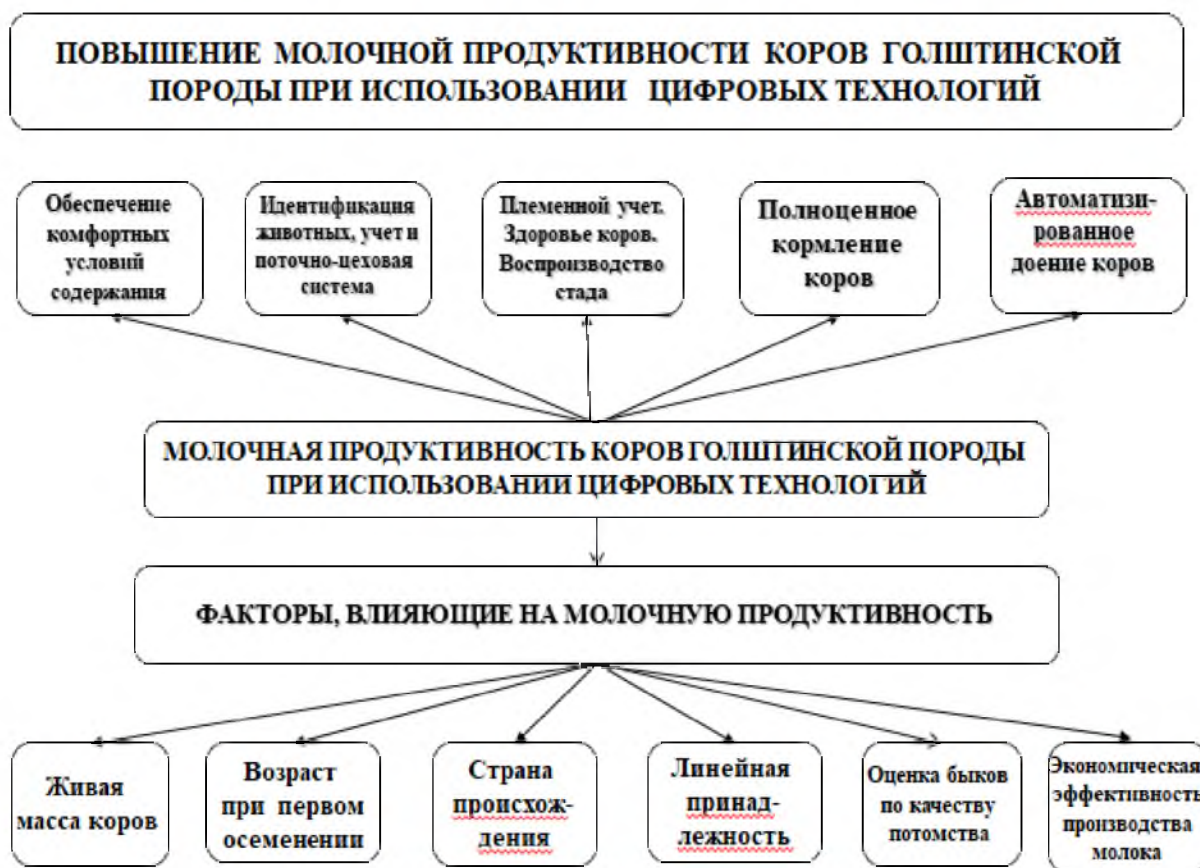 ПОВЫШЕНИЕ МОЛОЧНОЙ ПРОДУКТИВНОСТИ КОРОВ ГОЛШТИНСКОЙ
ПОРОДЫ ПРИ ИСПОЛЬЗОВАНИИ ЦИФРОВЫХ ТЕХНОЛОГИЙ
Обеспечение
комфортных
условий
содержания
Идентификация
животных, учет и
поточно-цеховая
система
Племенной учет.
Здоровье коров.
Воспроизводство
стада
Полноценное
кормление
коров
Автоматизи-
рованное
доение коров
МОЛОЧНАЯ ПРОДУКТИВНОСТЬ КОРОВ ГОЛШТИНСКОЙ ПОРОДЫ
ПРИ ИСПОЛЬЗОВАНИИ ЦИФРОВЫХ ТЕХНОЛОГИЙ
ФАКТОРЫ, ВЛИЯЮЩИЕ НА МОЛОЧНУЮ ПРОДУКТИВНОСТЬ
Живая
масса коров
Возраст
при первом
осеменении
Страна
происхож-
дения
Линейная
принад-
лежность
Оценка быков
по качеству
потомства
Экономическая
эффективность
производства
молока